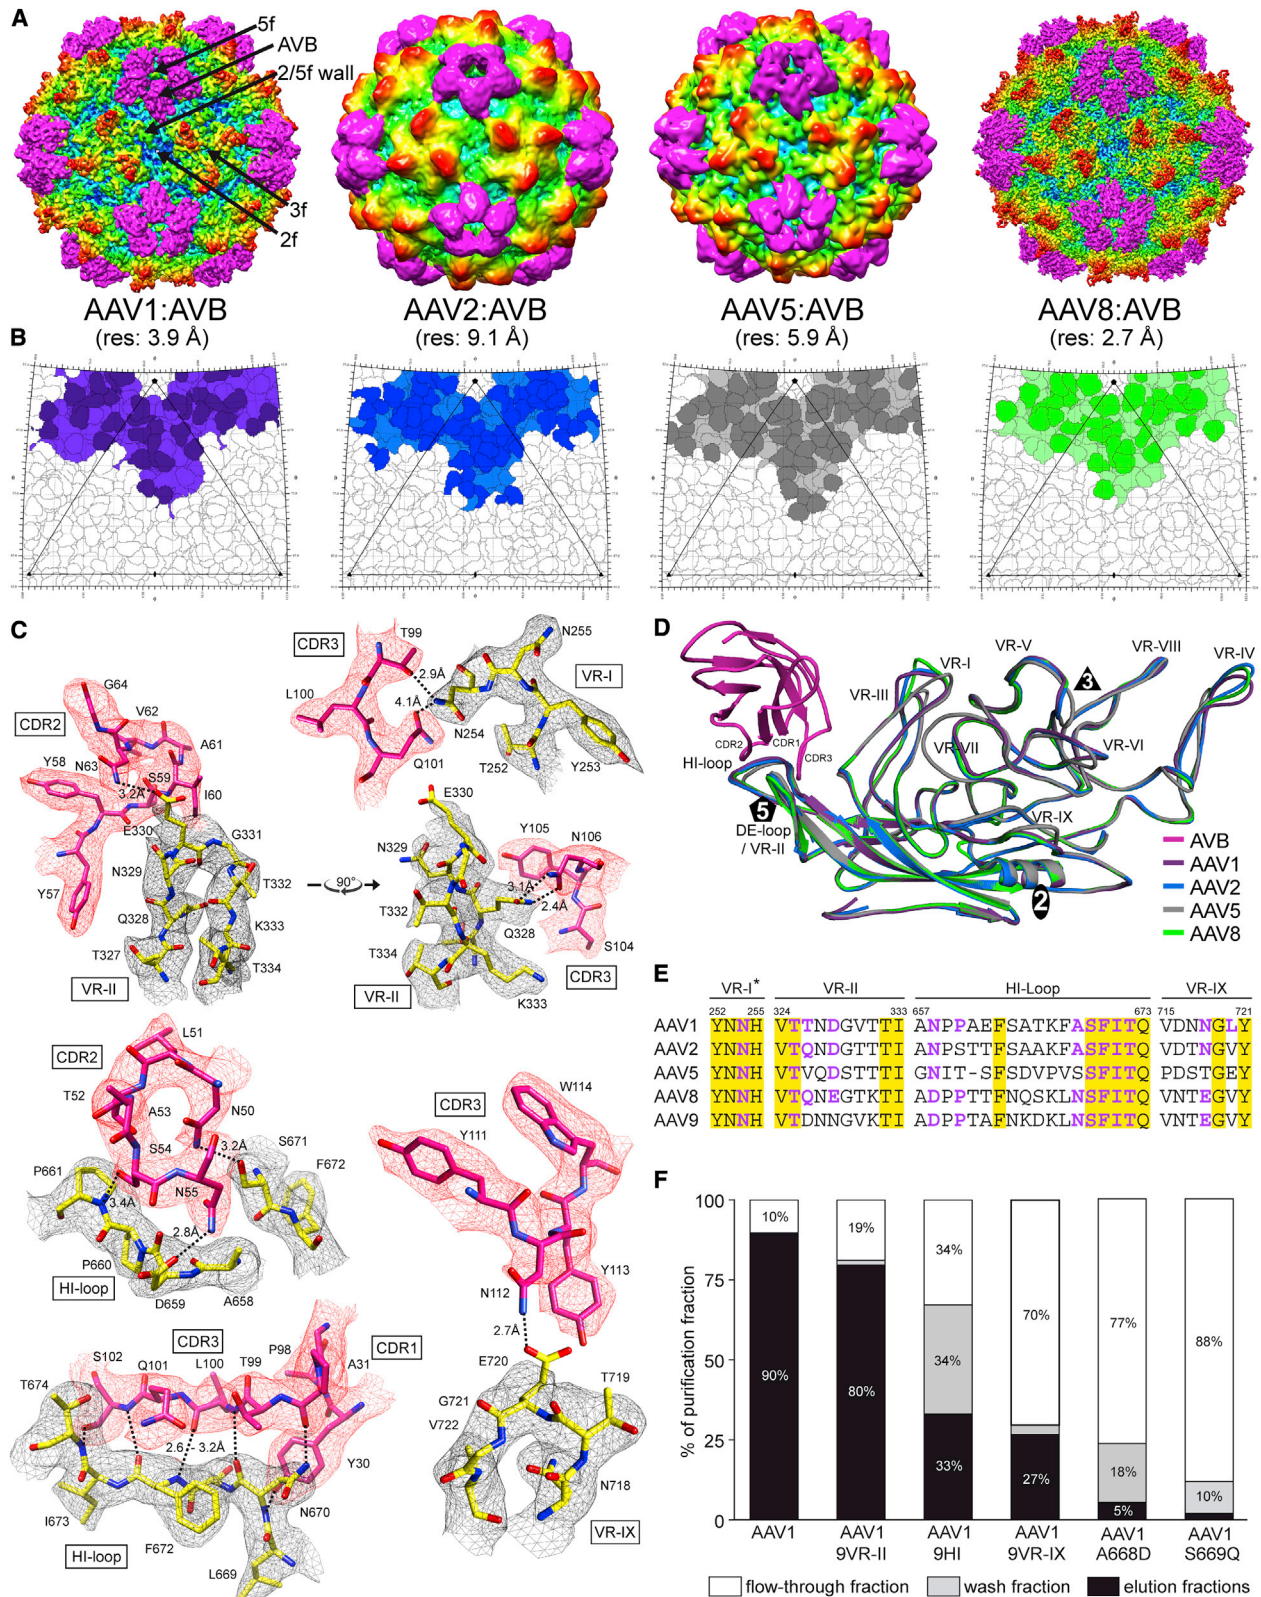 A
5f
AVB
2/5f wall
3f
2f
AAV1:AVB
(res: 3.9 Å)
AAV2:AVB
(res: 9.1 Å)
AAV5:AVB
(res: 5.9 Å)
AAV8:AVB
(res: 2.7 Å)
B
C
CDR2
G64
V62
A61
Y58
N63
S59
I60
3.2Å
E330
G331
N329
T332
Y57
Q328
K333
T327
T334
VR-II
CDR3
T99
N255
2.9Å
VR-I
L100
4.1Å
N254
Q101
T252
Y253
90°
E330
N329
Y105
N106
3.1Å
T332
2.4Å
Q328
S104
T334
CDR3
VR-II
K333
CDR2
L51
T52
A53
N50
S54
3.2Å
S671
P661
F672
N55
3.4Å
2.8Å
P660
HI-loop
D659
A658
CDR3
W114
Y111
Y113
N112
2.7Å
E720
T719
G721
V722
N718
VR-IX
CDR3
CDR1
S102
Q101
L100
T99
P98
A31
T674
2.6 - 3.2Å
Y30
N670
I673
HI-loop
F672
L669
D
VR-I
VR-V
VR-VIII
VR-IV
VR-III
3
CDR2
CDR1
CDR3
VR-VII
VR-VI
HI-loop
5
DE-loop
/ VR-II
VR-IX
2
AVB
AAV1
AAV2
AAV5
AAV8
E
VR-I* VR-II HI-Loop VR-IX
252 255 324 333 657 673 715 721
AAV1 YNNH VTTNDGVTTI ANPPAEFSATKFASFITQ VDNNGLY
AAV2 YNNH VTQNDGTTTI ANPSTTFSAAKFASFITQ VDTNGVY
AAV5 YNNH VTVQDSTTTI GNIT-SFSDVPVSSFITQ PDSTGEY
AAV8 YNNH VTQNEGTKTI ADPPTTFNQSKLNSFITQ VNTEGVY
AAV9 YNNH VTDNNGVKTI ADPPTAFNKDKLNSFITQ VNTEGVY
F
% of purification fraction
100
75
50
25
0
10%
90%
19%
80%
34%
34%
33%
70%
27%
77%
18%
5%
88%
10%
AAV1
AAV1
9VR-II
AAV1
9HI
AAV1
9VR-IX
AAV1
A668D
AAV1
S669Q
flow-through fraction
wash fraction
elution fractions